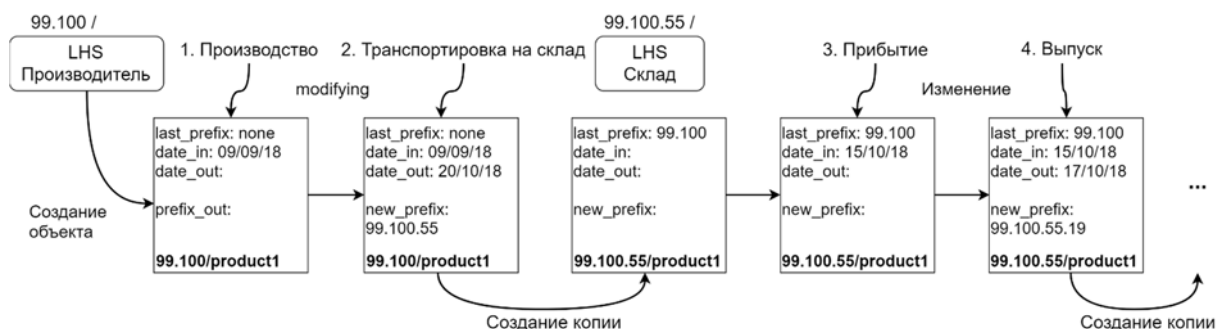 99.100 /
LHS
Производитель
1. Производство
2. Транспортировка на склад
modifying
99.100.55 /
LHS
Склад
3. Прибытие
4. Выпуск
Изменение
Создание
объекта
last_prefix: none
date_in: 09/09/18
date_out:
prefix_out:
99.100/product1
last_prefix: none
date_in: 09/09/18
date_out: 20/10/18
new_prefix:
99.100.55
99.100/product1
last_prefix: 99.100
date_in:
date_out:
new_prefix:
99.100.55/product1
last_prefix: 99.100
date_in: 15/10/18
date_out:
new_prefix:
99.100.55/product1
last_prefix: 99.100
date_in: 15/10/18
date_out: 17/10/18
new_prefix:
99.100.55.19
99.100.55/product1
...
Создание копии
Создание копии